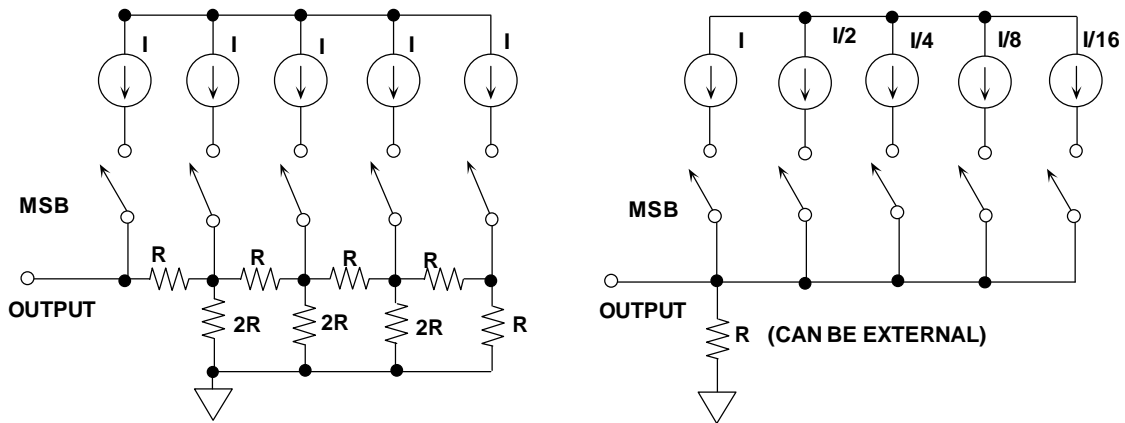 I I I I I
MSB
R R R R
OUTPUT
2R 2R 2R R
I I/2 I/4 I/8 I/16
MSB
OUTPUT
R (CAN BE EXTERNAL)